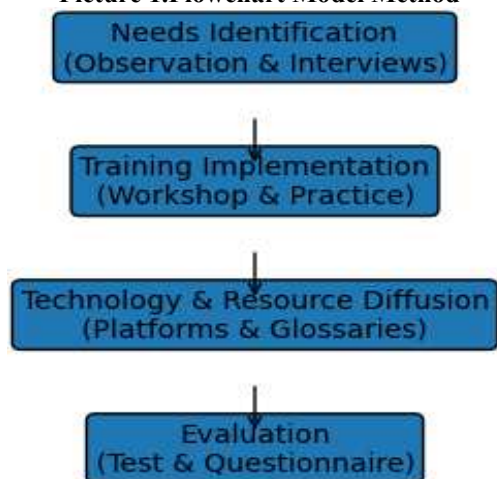 Picture 1.Flowchart Model Method
Needs Identification
(Observation & Interviews)
Training Implementation
(Workshop & Practice)
Technology & Resource Diffusion
(Platforms & Glossaries)
Evaluation
(Test & Questionnaire)